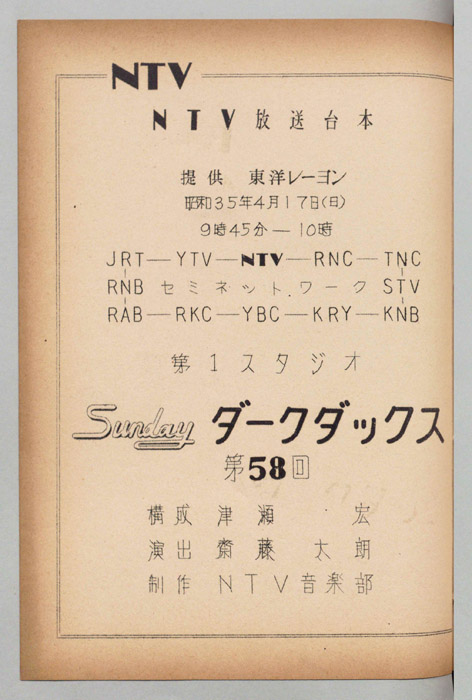 NTV
NTV放送台本
提供 東洋レーヨン
昭和35年4月17日(日)
9時45分―10時
JRT―YTV―NTV―RNC―TNC
RNB セミネットワーク STV
RAB―RKC―YBC―KRY―KNB
第1スタジオ
Sunday ダークダックス
第58回
構成 津瀬 宏
演出 齋藤 太朗
制作 NTV音楽部